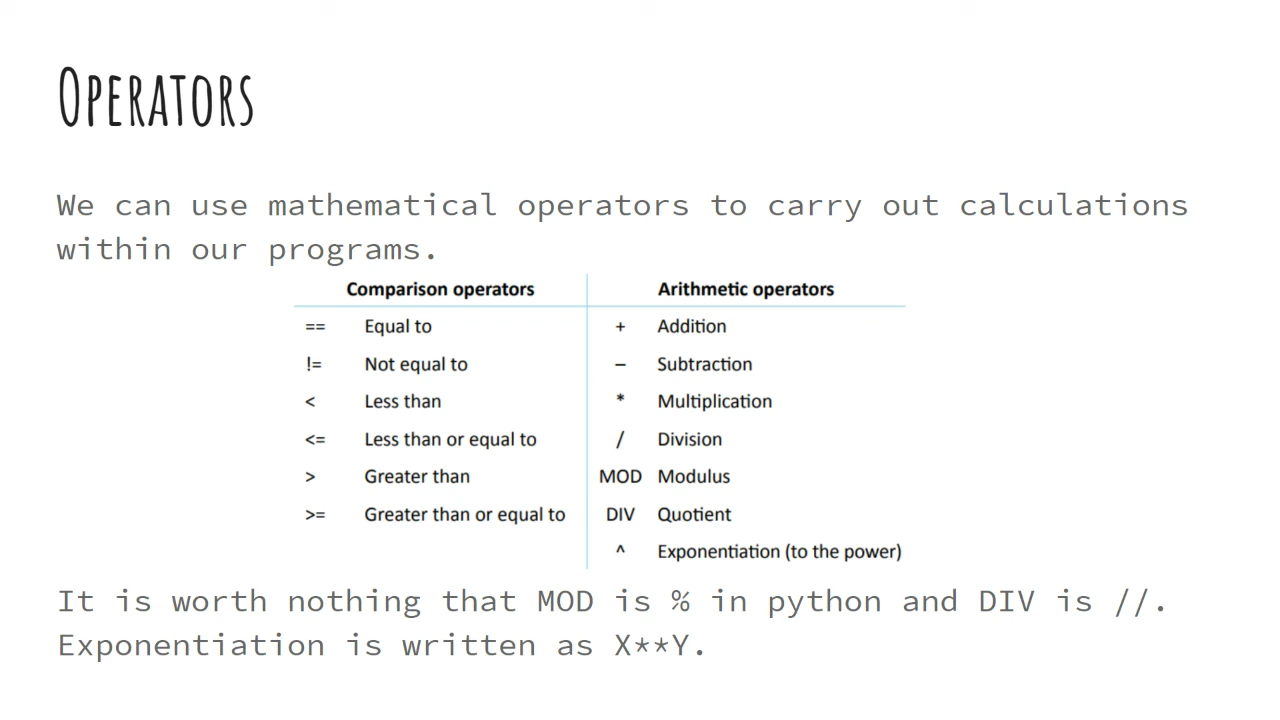 Operators
We can use mathematical operators to carry out calculations
within our programs.
Comparison operators Arithmetic operators
== Equal to + Addition
!= Not equal to – Subtraction
< Less than * Multiplication
<= Less than or equal to / Division
> Greater than MOD Modulus
>= Greater than or equal to DIV Quotient
^ Exponentiation (to the power)
It is worth nothing that MOD is % in python and DIV is //.
Exponentiation is written as X**Y.